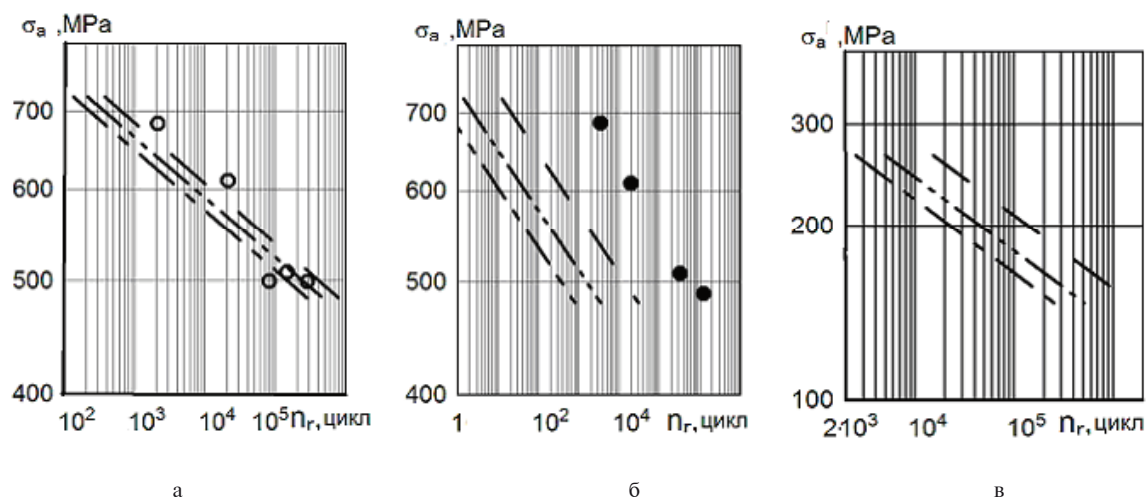 σₐ ,MPa
700
600
500
400
10² 10³ 10⁴ 10⁵ nᵣ, цикл
а
σₐ ,MPa
700
600
500
400
1 10² 10⁴ nᵣ, цикл
б
σₐ ,MPa
300
200
100
2·10³ 10⁴ 10⁵ nᵣ, цикл
в